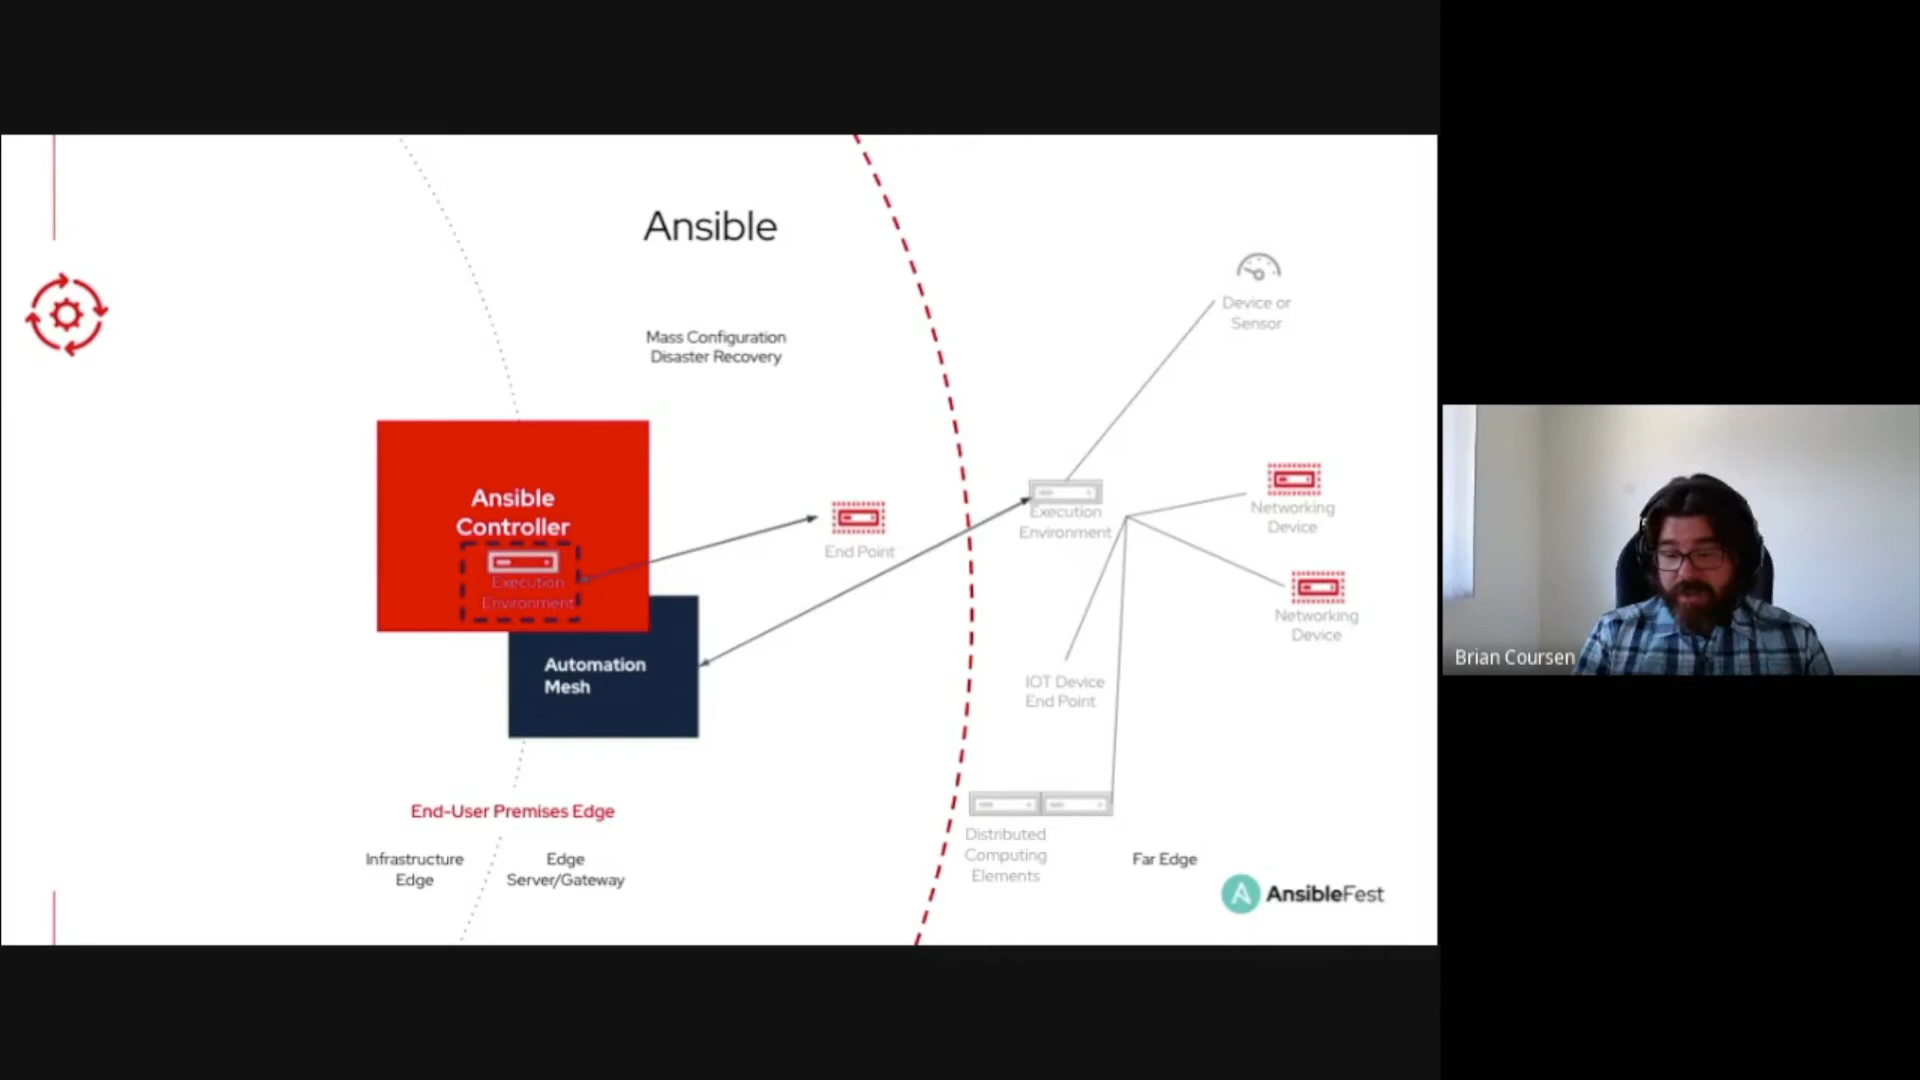 Ansible
Mass Configuration
Disaster Recovery
Device or
Sensor
Ansible
Controller
Execution
Environment
End Point
Execution
Environment
Networking
Device
Networking
Device
Automation
Mesh
IOT Device
End Point
End-User Premises Edge
Infrastructure
Edge
Edge
Server/Gateway
Distributed
Computing
Elements
Far Edge
A AnsibleFest
Brian Coursen